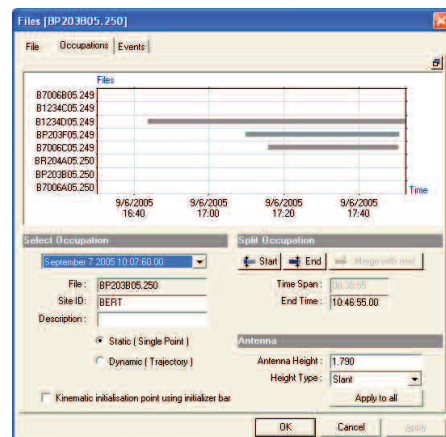 Files [BP203B05.250]
File Occupations Events
Files
B7006B05.249
B1234C05.249
B1234D05.249
BP203F05.249
B7006C05.249
BR204A05.250
BP203B05.250
B7006A05.250
Time
9/6/2005 9/6/2005 9/6/2005 9/6/2005
16:40 17:00 17:20 17:40
Select Occupation
September 7 2005 10:07:60.00
File : BP203B05.250
Site ID: BERT
Description :
Static ( Single Point )
Dynamic ( Trajectory )
Kinematic initialisation point using initializer bar
Split Occupation
Start End Merge with next
Time Span : 00:38:55
End Time : 10:46:55.00
Antenna
Antenna Height : 1.790
Height Type : Slant
Apply to all
OK Cancel Apply